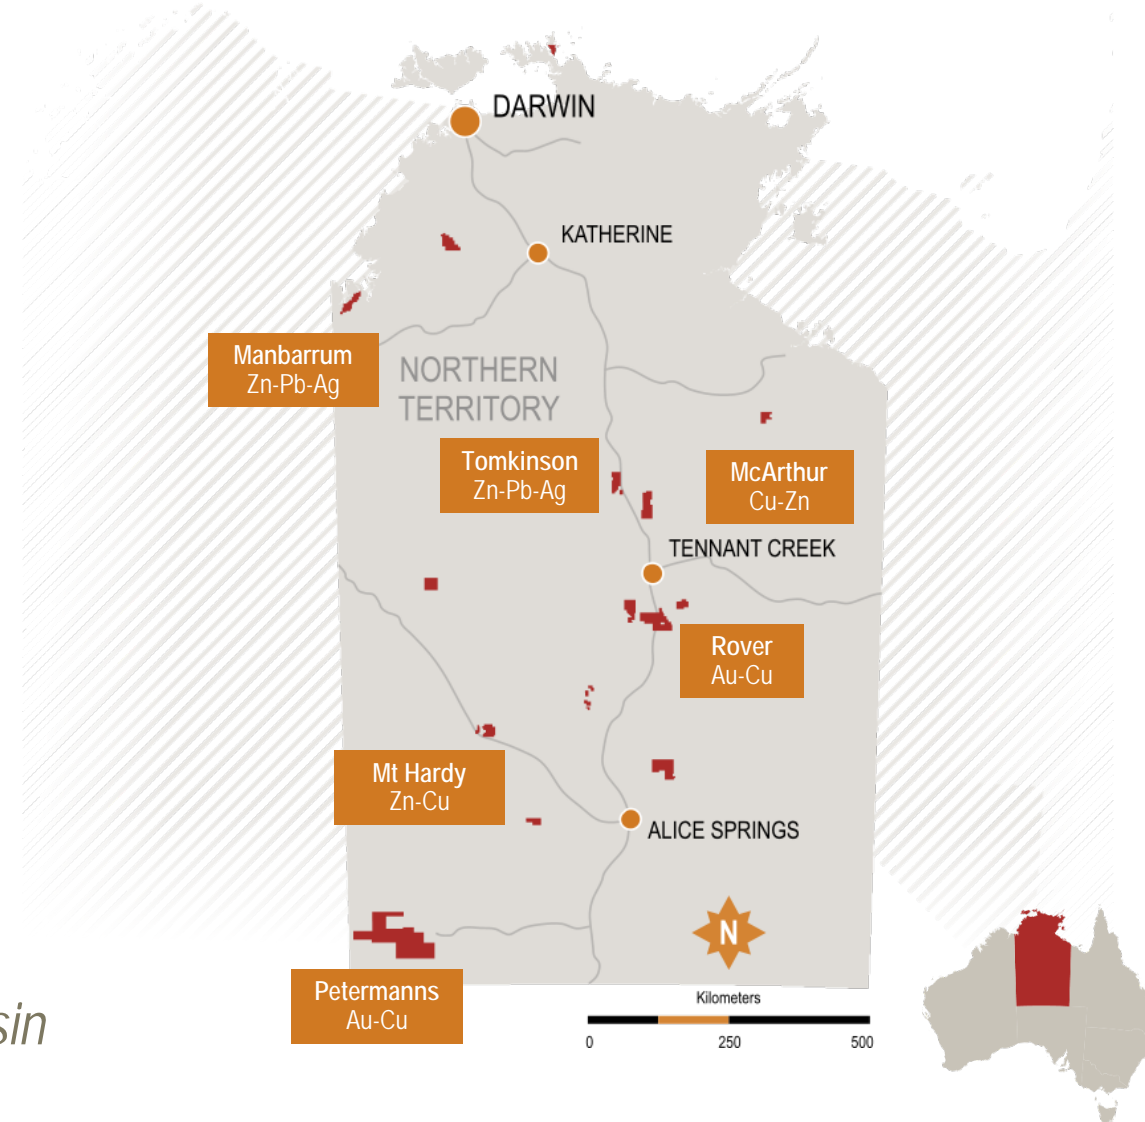 DARWIN
KATHERINE
Manbarrum
Zn-Pb-Ag
NORTHERN
TERRITORY
Tomkinson
Zn-Pb-Ag
McArthur
Cu-Zn
TENNANT CREEK
Rover
Au-Cu
Mt Hardy
Zn-Cu
ALICE SPRINGS
N
Petermanns
Au-Cu
Kilometers
0 250 500
sin